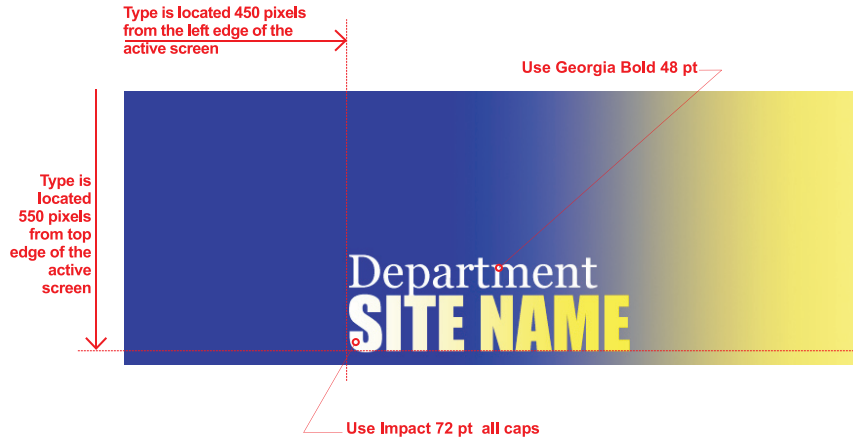 Type is located 450 pixels
from the left edge of the
active screen
Use Georgia Bold 48 pt
Type is
located
550 pixels
from top
edge of the
active
screen
Department
SITE NAME
Use Impact 72 pt  all caps